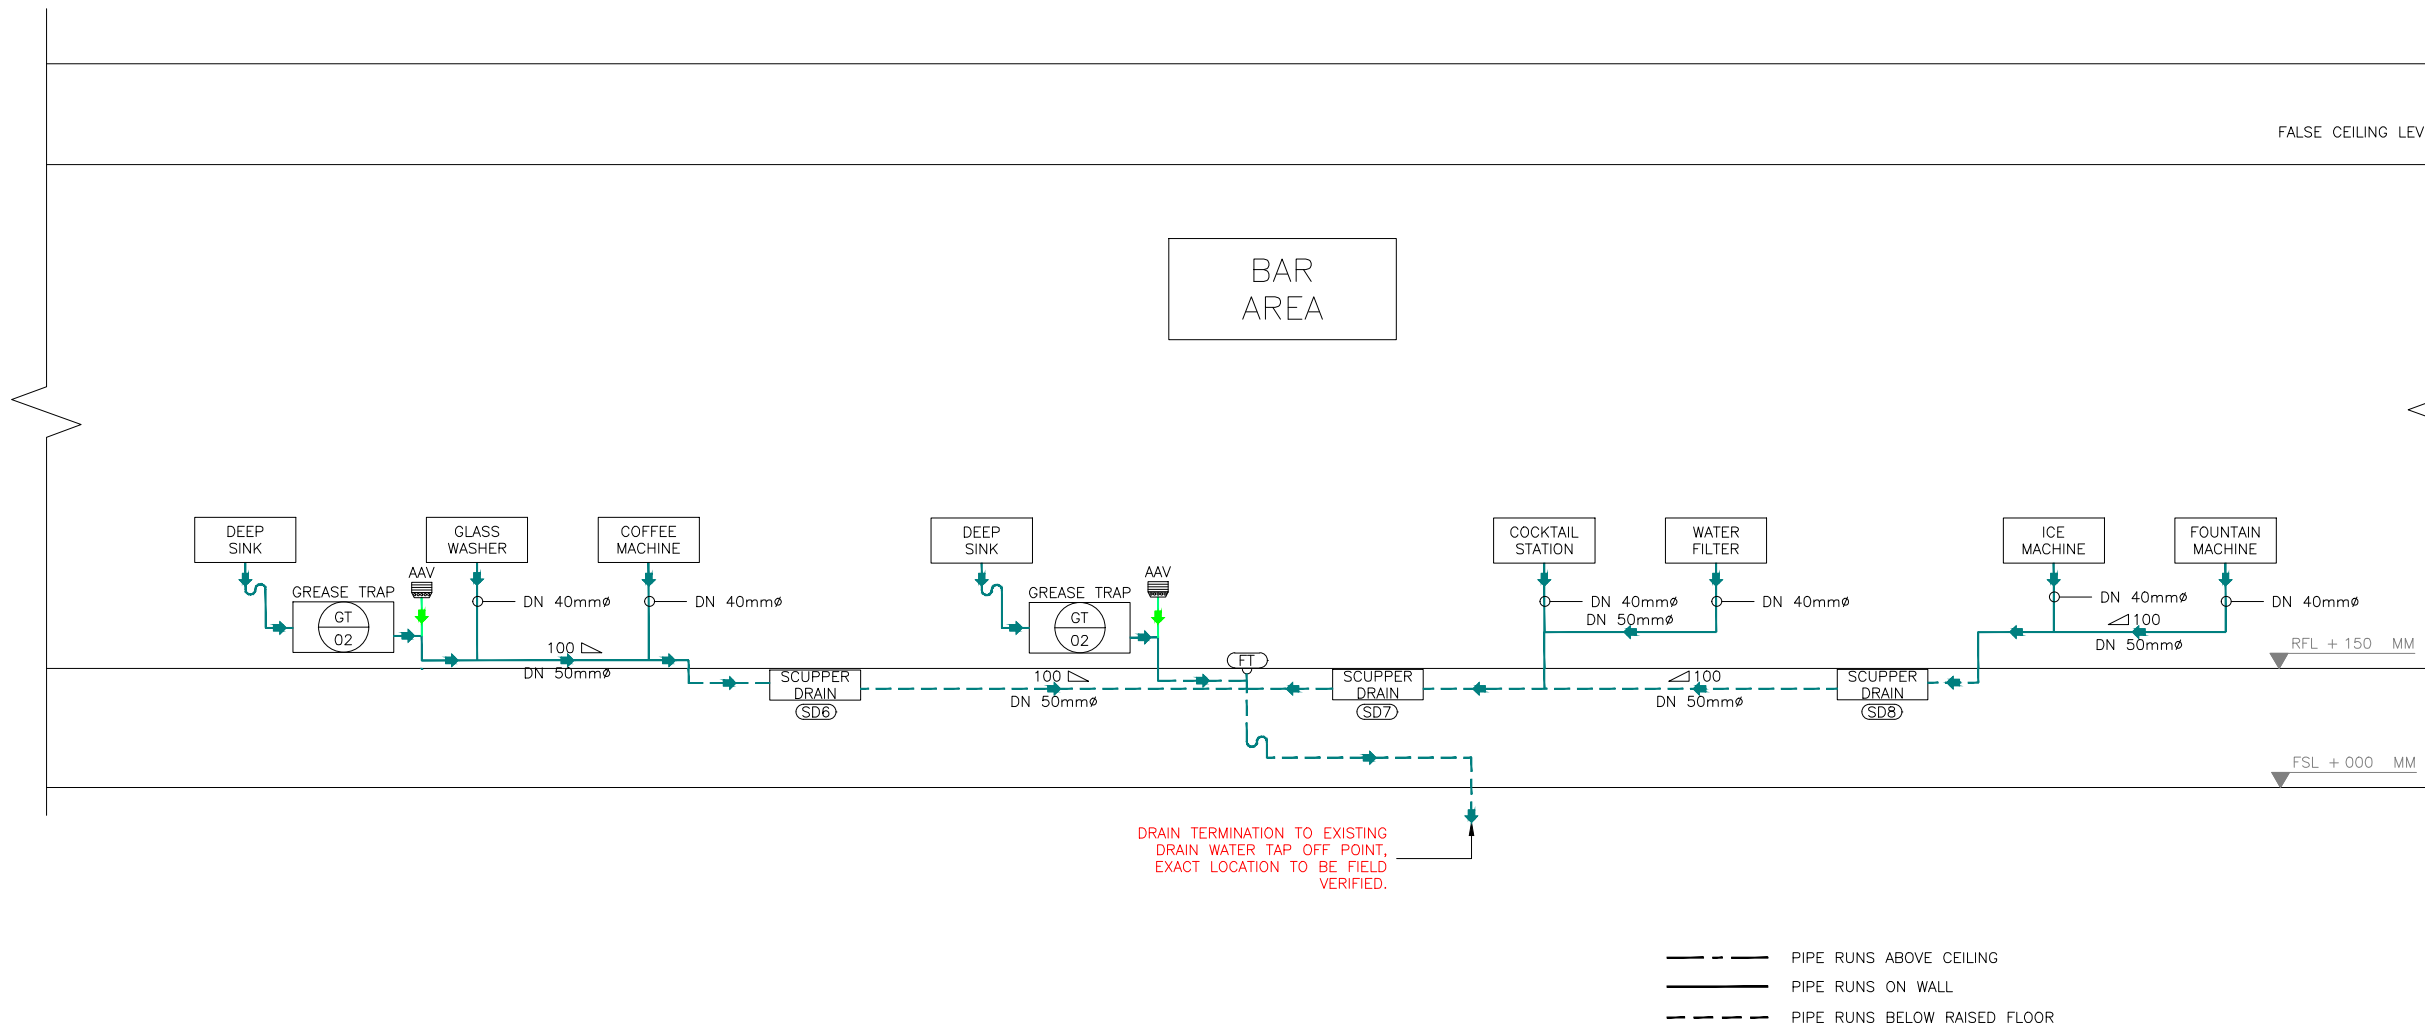 FALSE CEILING LEV
BAR
AREA
DEEP
SINK
GLASS
WASHER
COFFEE
MACHINE
DEEP
SINK
COCKTAIL
STATION
WATER
FILTER
ICE
MACHINE
FOUNTAIN
MACHINE
AAV
AAV
GREASE TRAP
GT
02
GREASE TRAP
GT
02
DN 40mmø
DN 40mmø
DN 40mmø
DN 50mmø
DN 40mmø
DN 40mmø
DN 40mmø
100
DN 50mmø
100
DN 50mmø
RFL +150 MM
SCUPPER
DRAIN
SD6
100
DN 50mmø
FT
SCUPPER
DRAIN
SD7
100
DN 50mmø
SCUPPER
DRAIN
SD8
FSL +000 MM
DRAIN TERMINATION TO EXISTING
DRAIN WATER TAP OFF POINT,
EXACT LOCATION TO BE FIELD
VERIFIED.
PIPE RUNS ABOVE CEILING
PIPE RUNS ON WALL
PIPE RUNS BELOW RAISED FLOOR